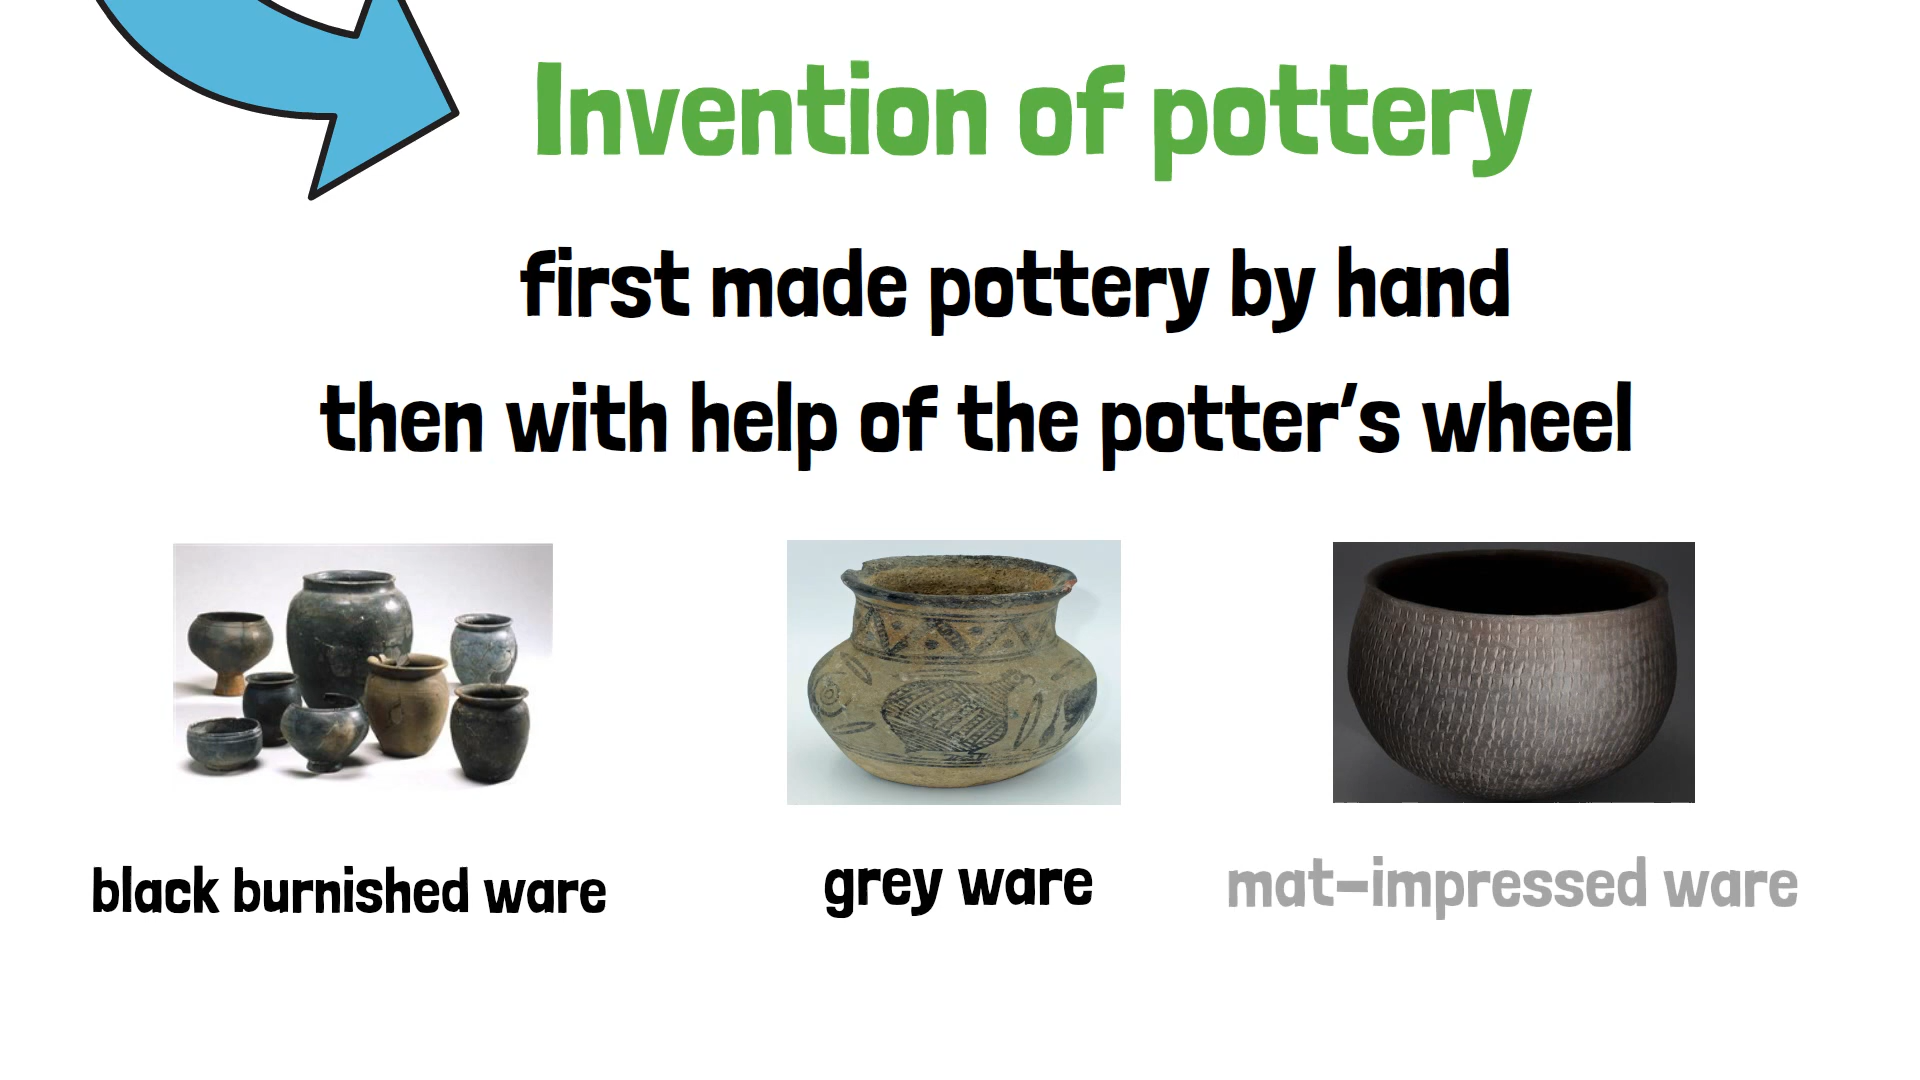 Invention of pottery
first made pottery by hand
then with help of the potter’s wheel
black burnished ware
grey ware
mat-impressed ware